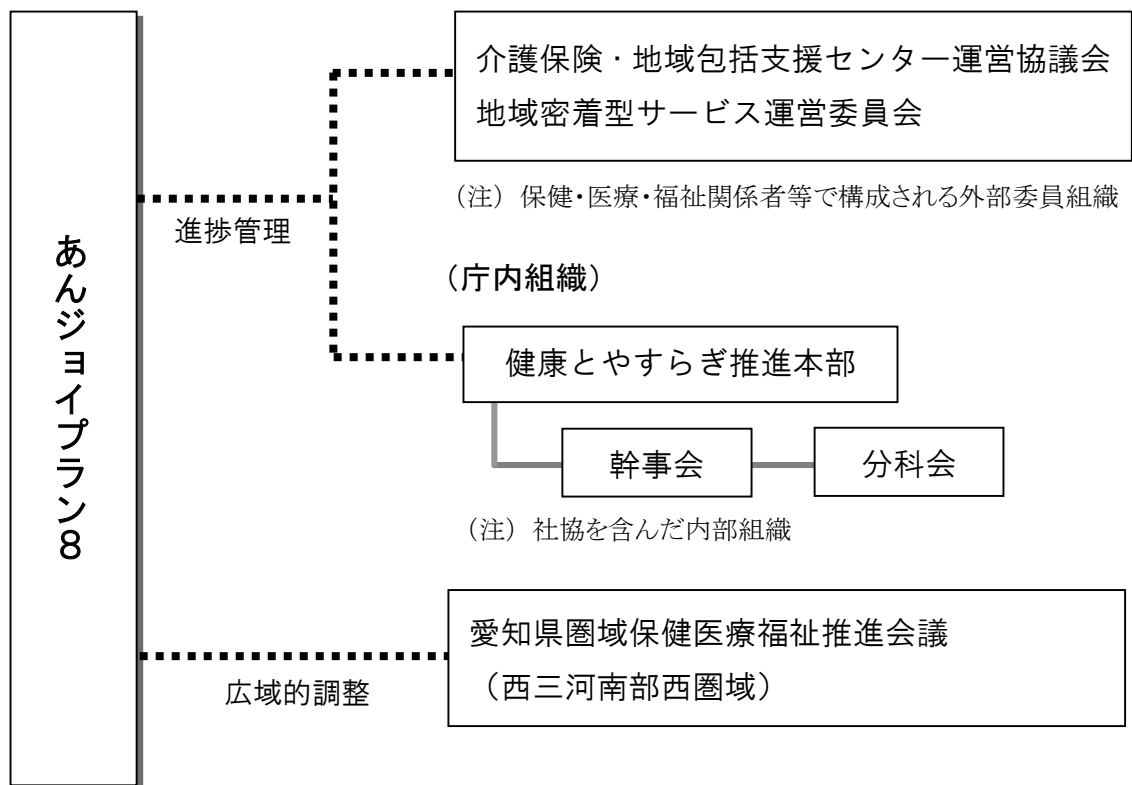 あんジョイプラン８
介護保険・地域包括支援センター運営協議会
地域密着型サービス運営委員会
（注） 保健・医療・福祉関係者等で構成される外部委員組織
進捗管理
（庁内組織）
健康とやすらぎ推進本部
幹事会
分科会
（注） 社協を含んだ内部組織
愛知県圏域保健医療福祉推進会議
（西三河南部西圏域）
広域的調整